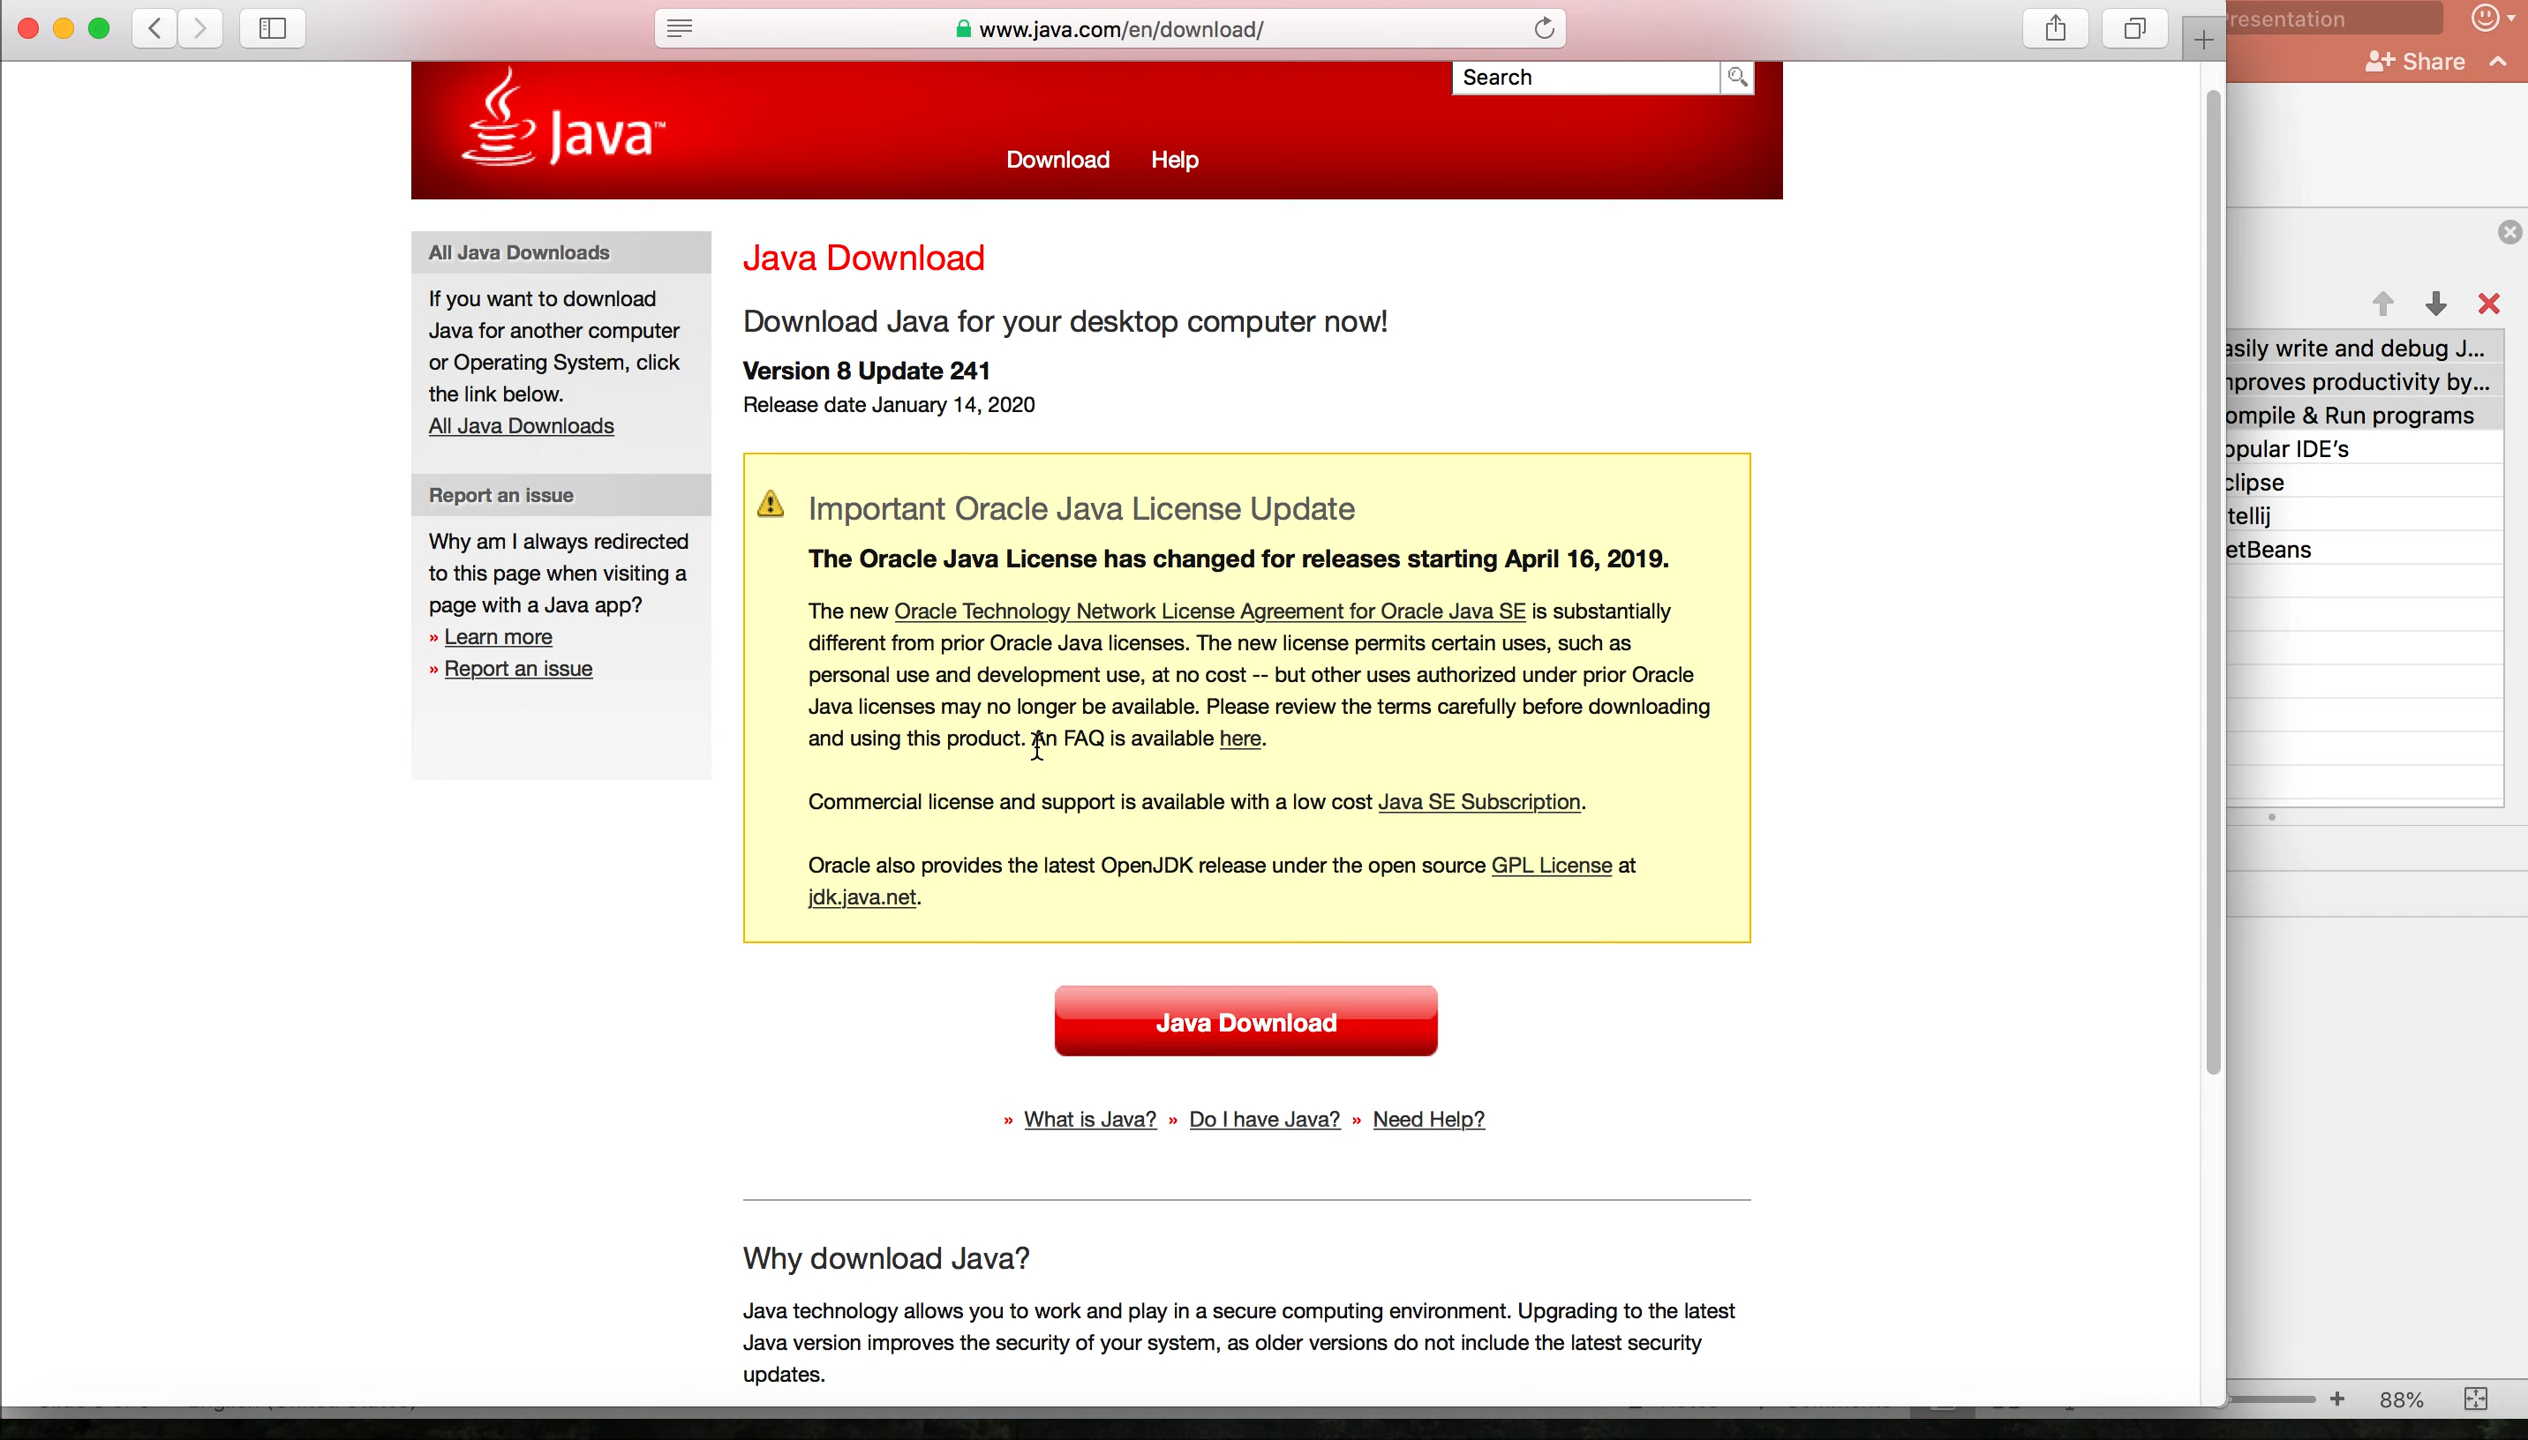 www.java.com/en/download/
resentation
Share
Search
Java™
Download Help
All Java Downloads
If you want to download
Java for another computer
or Operating System, click
the link below.
All Java Downloads
Report an issue
Why am I always redirected
to this page when visiting a
page with a Java app?
» Learn more
» Report an issue
Java Download
Download Java for your desktop computer now!
Version 8 Update 241
Release date January 14, 2020
Important Oracle Java License Update
The Oracle Java License has changed for releases starting April 16, 2019.
The new Oracle Technology Network License Agreement for Oracle Java SE is substantially
different from prior Oracle Java licenses. The new license permits certain uses, such as
personal use and development use, at no cost -- but other uses authorized under prior Oracle
Java licenses may no longer be available. Please review the terms carefully before downloading
and using this product. An FAQ is available here.
Commercial license and support is available with a low cost Java SE Subscription.
Oracle also provides the latest OpenJDK release under the open source GPL License at
jdk.java.net.
Java Download
» What is Java? » Do I have Java? » Need Help?
Why download Java?
Java technology allows you to work and play in a secure computing environment. Upgrading to the latest
Java version improves the security of your system, as older versions do not include the latest security
updates.
asily write and debug J...
nproves productivity by...
ompile & Run programs
opular IDE's
clipse
tellij
etBeans
88%